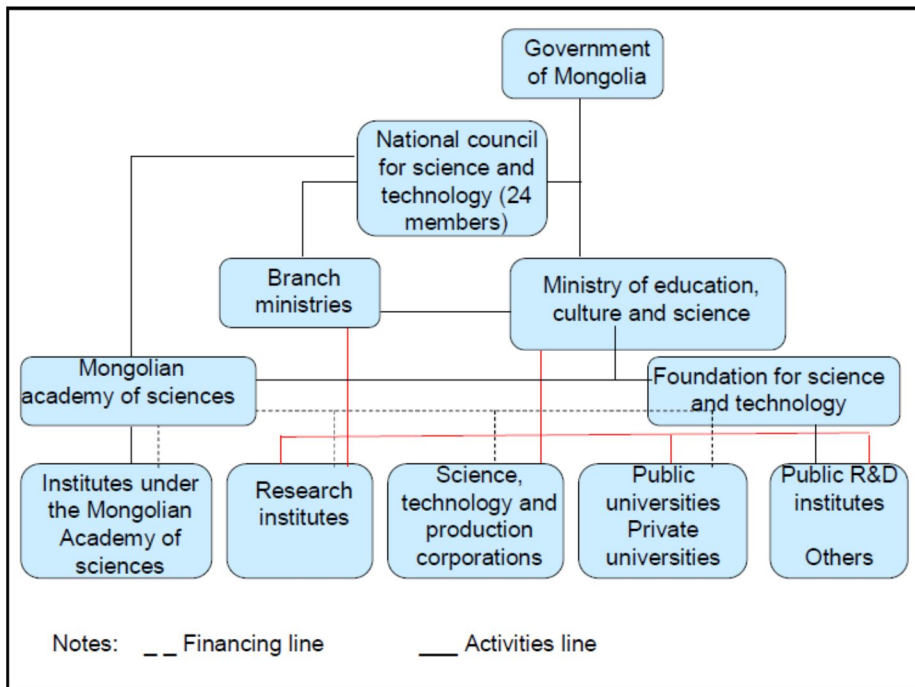 Government
of Mongolia
National council
for science and
technology (24
members)
Branch
ministries
Ministry of education,
culture and science
Mongolian
academy of sciences
Foundation for science
and technology
Institutes under
the Mongolian
Academy of
sciences
Research
institutes
Science,
technology and
production
corporations
Public
universities
Private
universities
Public R&D
institutes
Others
Notes: _ _ Financing line ___ Activities line